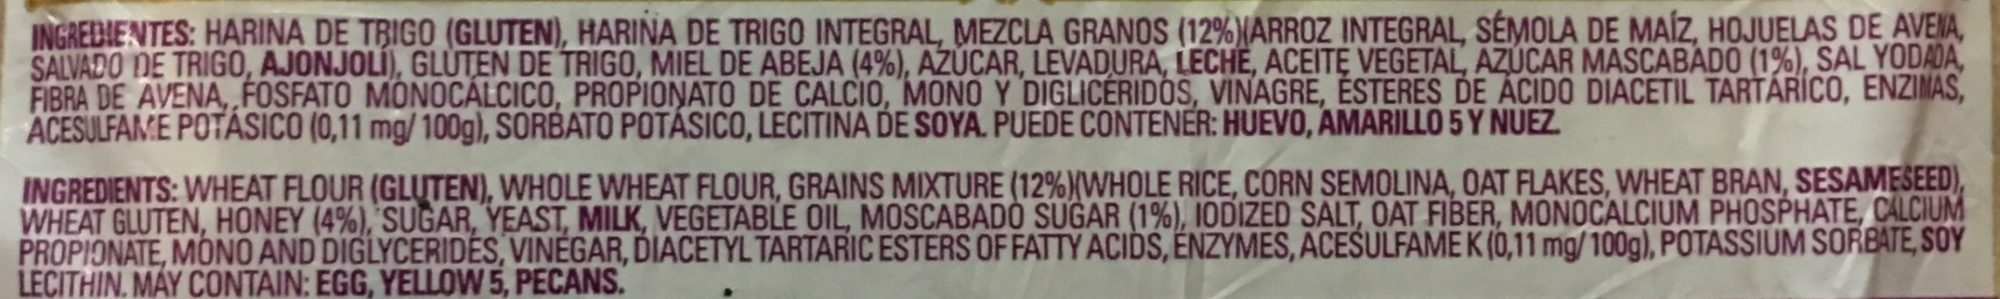 INGREDIENTES: HARINA DE TRIGO (GLUTEN), HARINA DE TRIGO INTEGRAL, MEZCLA GRANOS (12%)(ARROZ INTEGRAL, SÉMOLA DE MAÍZ, HOJUELAS DE AVENA,
SALVADO DE TRIGO, AJONJOLÍ), GLUTEN DE TRIGO, MIEL DE ABEJA (4%), AZÚCAR, LEVADURA, LECHE, ACEITE VEGETAL, AZÚCAR MASCABADO (1%), SAL YODADA,
FIBRA DE AVENA, FOSFATO MONOCÁLCICO, PROPIONATO DE CALCIO, MONO Y DIGLICÉRIDOS, VINAGRE, ÉSTERES DE ÁCIDO DIACETIL TARTÁRICO, ENZIMAS,
ACESULFAME POTÁSICO (0,11 mg/100g), SORBATO POTÁSICO, LECITINA DE SOYA. PUEDE CONTENER: HUEVO, AMARILLO 5 Y NUEZ.
INGREDIENTS: WHEAT FLOUR (GLUTEN), WHOLE WHEAT FLOUR, GRAINS MIXTURE (12%)(WHOLE RICE, CORN SEMOLINA, OAT FLAKES, WHEAT BRAN, SESAMESEED),
WHEAT GLUTEN, HONEY (4%), SUGAR, YEAST, MILK, VEGETABLE OIL, MOSCABADO SUGAR (1%), IODIZED SALT, OAT FIBER, MONOCALCIUM PHOSPHATE, CALCIUM
PROPIONATE, MONO AND DIGLYCERIDES, VINEGAR, DIACETYL TARTARIC ESTERS OF FATTY ACIDS, ENZYMES, ACESULFAME K (0,11 mg/100g), POTASSIUM SORBATE, SOY
LECITHIN. MAY CONTAIN: EGG, YELLOW 5, PECANS.